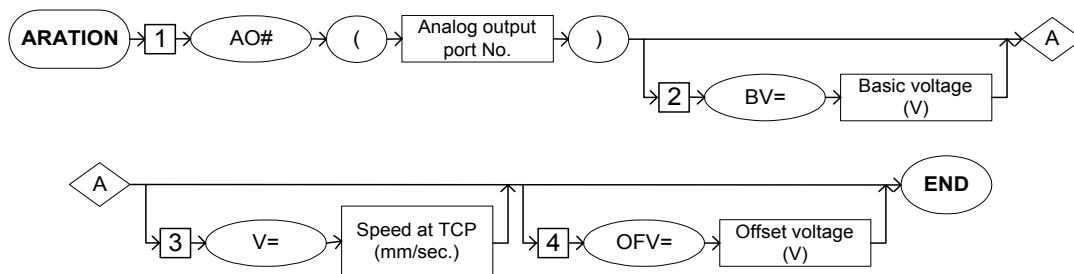 ARATION 1 AO# ( Analog output port No. ) A
2 BV= Basic voltage (V)
A END
3 V= Speed at TCP (mm/sec.) 4 OFV= Offset voltage (V)